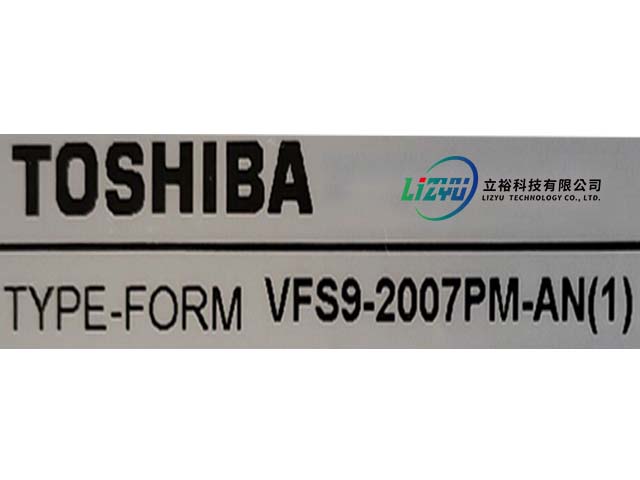 TOSHIBA
LIZYU
立裕科技有限公司
LIZYU TECHNOLOGY CO., LTD.
TYPE-FORM VFS9-2007PM-AN(1)